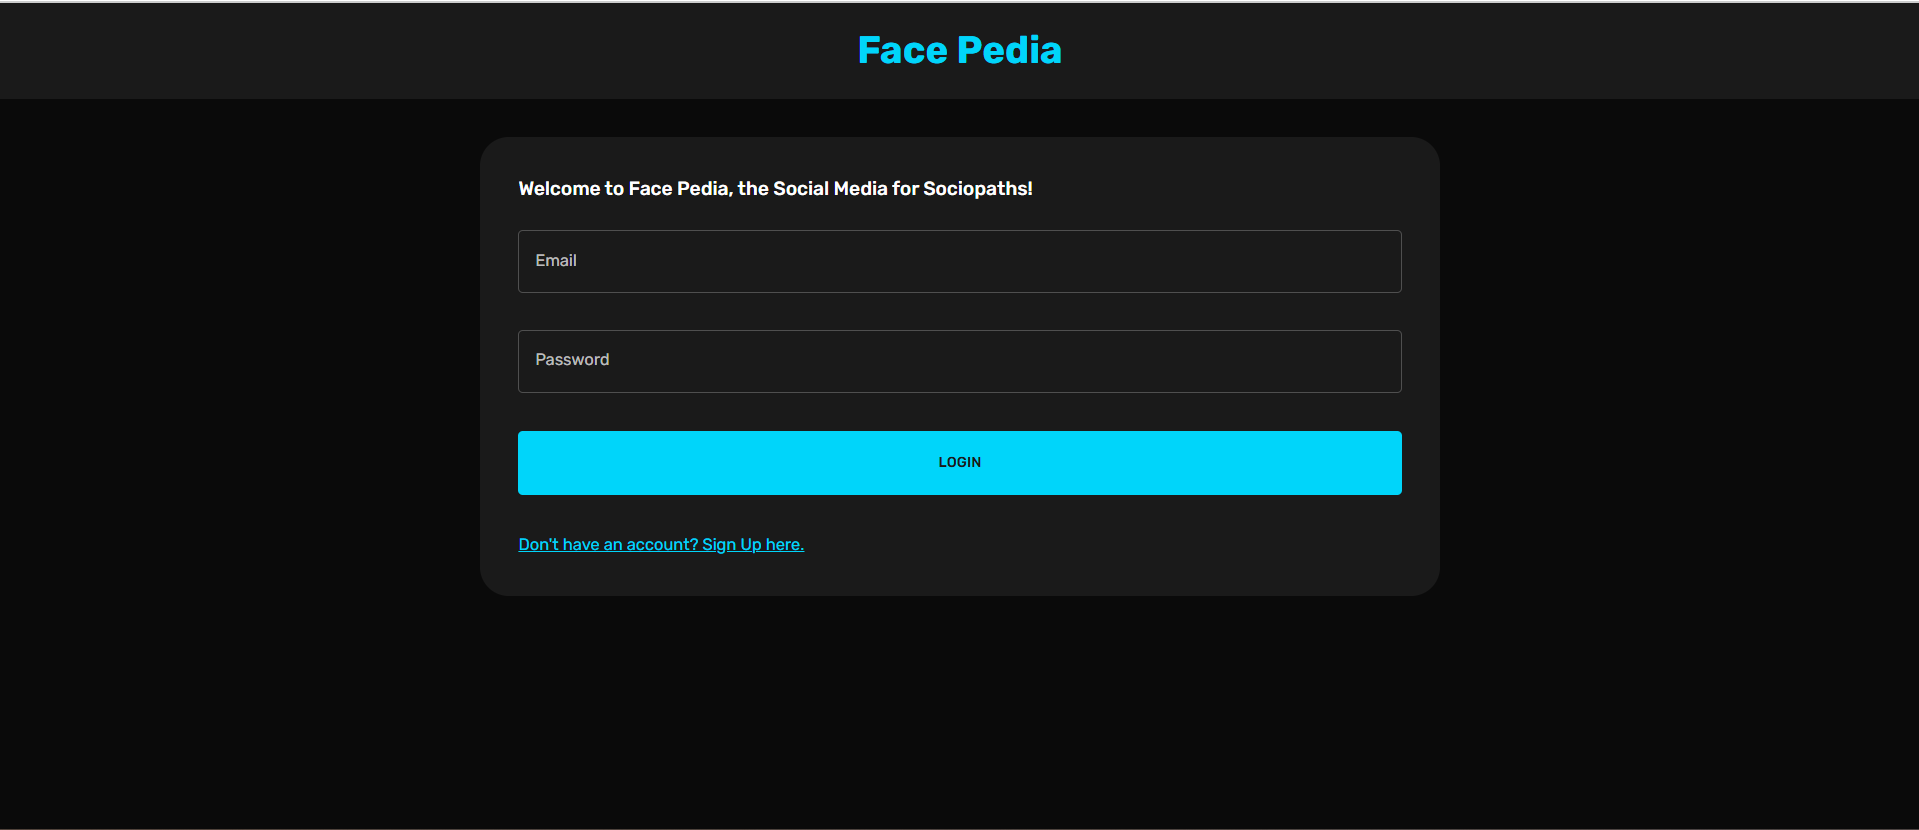 Face Pedia
Welcome to Face Pedia, the Social Media for Sociopaths!
Email
Password
LOGIN
Don't have an account? Sign Up here.